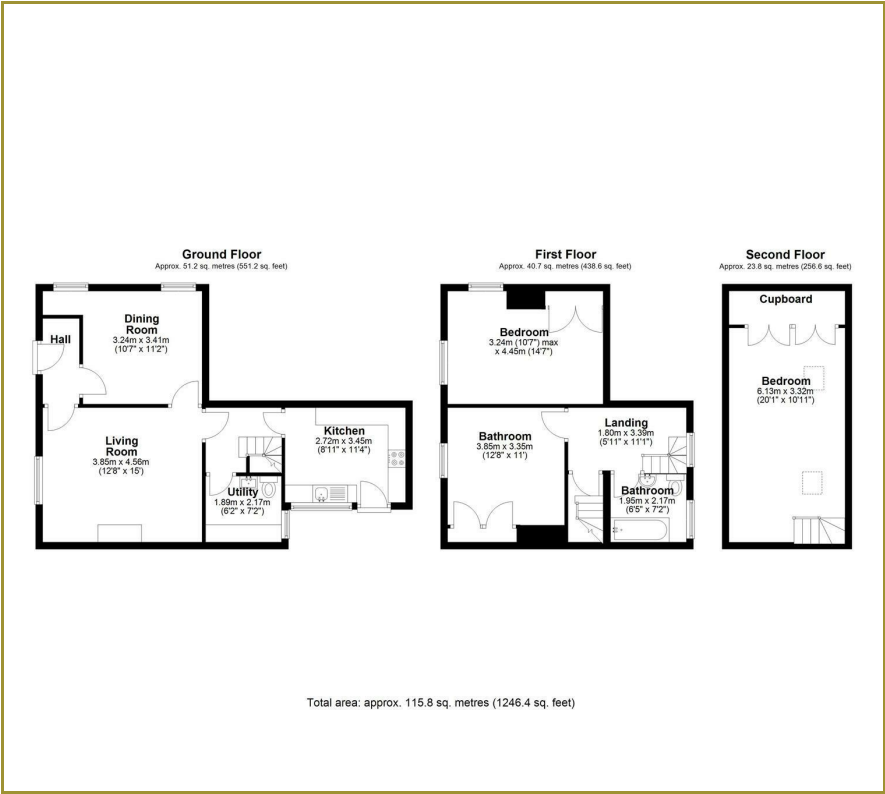 Ground Floor
Approx. 51.2 sq. metres (551.2 sq. feet)
Dining
Room
3.24m x 3.41m
(10'7" x 11'2")
Hall
Living
Room
3.85m x 4.56m
(12'8" x 15')
Kitchen
2.72m x 3.45m
(8'11" x 11'4")
Utility
1.89m x 2.17m
(6'2" x 7'2")
First Floor
Approx. 40.7 sq. metres (438.6 sq. feet)
Bedroom
3.24m (10'7") max
x 4.45m (14'7")
Bathroom
3.85m x 3.35m
(12'8" x 11')
Landing
1.80m x 3.39m
(5'11" x 11'1")
Bathroom
1.95m x 2.17m
(6'5" x 7'2")
Second Floor
Approx. 23.8 sq. metres (256.6 sq. feet)
Cupboard
Bedroom
6.13m x 3.32m
(20'1" x 10'11")
Total area: approx. 115.8 sq. metres (1246.4 sq. feet)